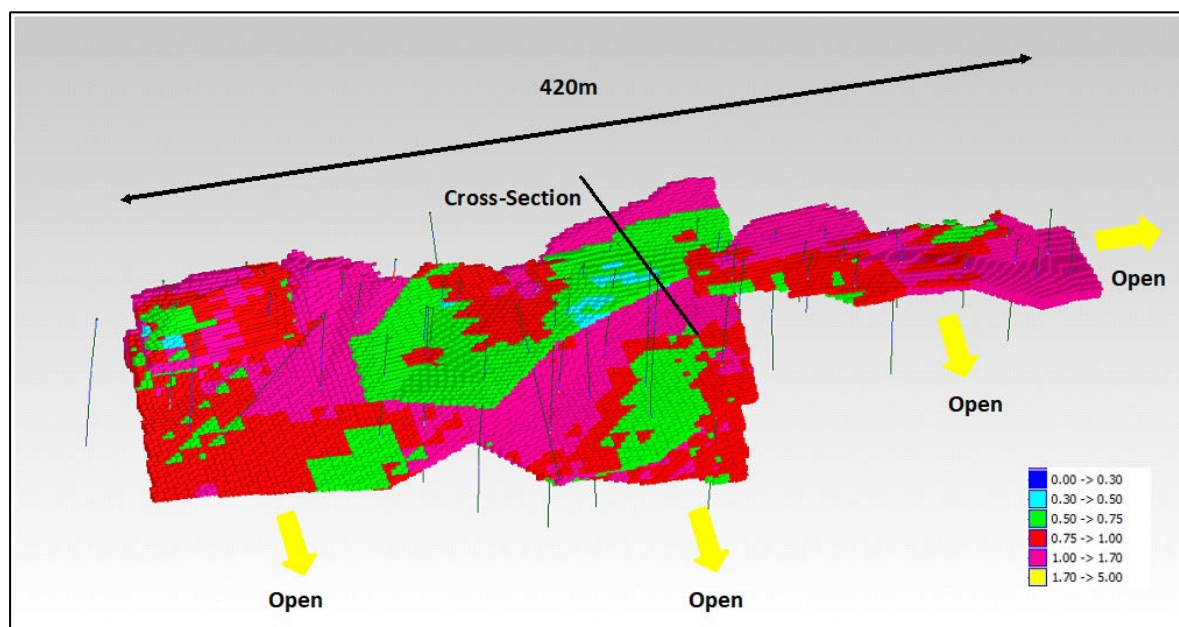 420m
Cross-Section
Open
Open
Open
Open
0.00 -> 0.30
0.30 -> 0.50
0.50 -> 0.75
0.75 -> 1.00
1.00 -> 1.70
1.70 -> 5.00